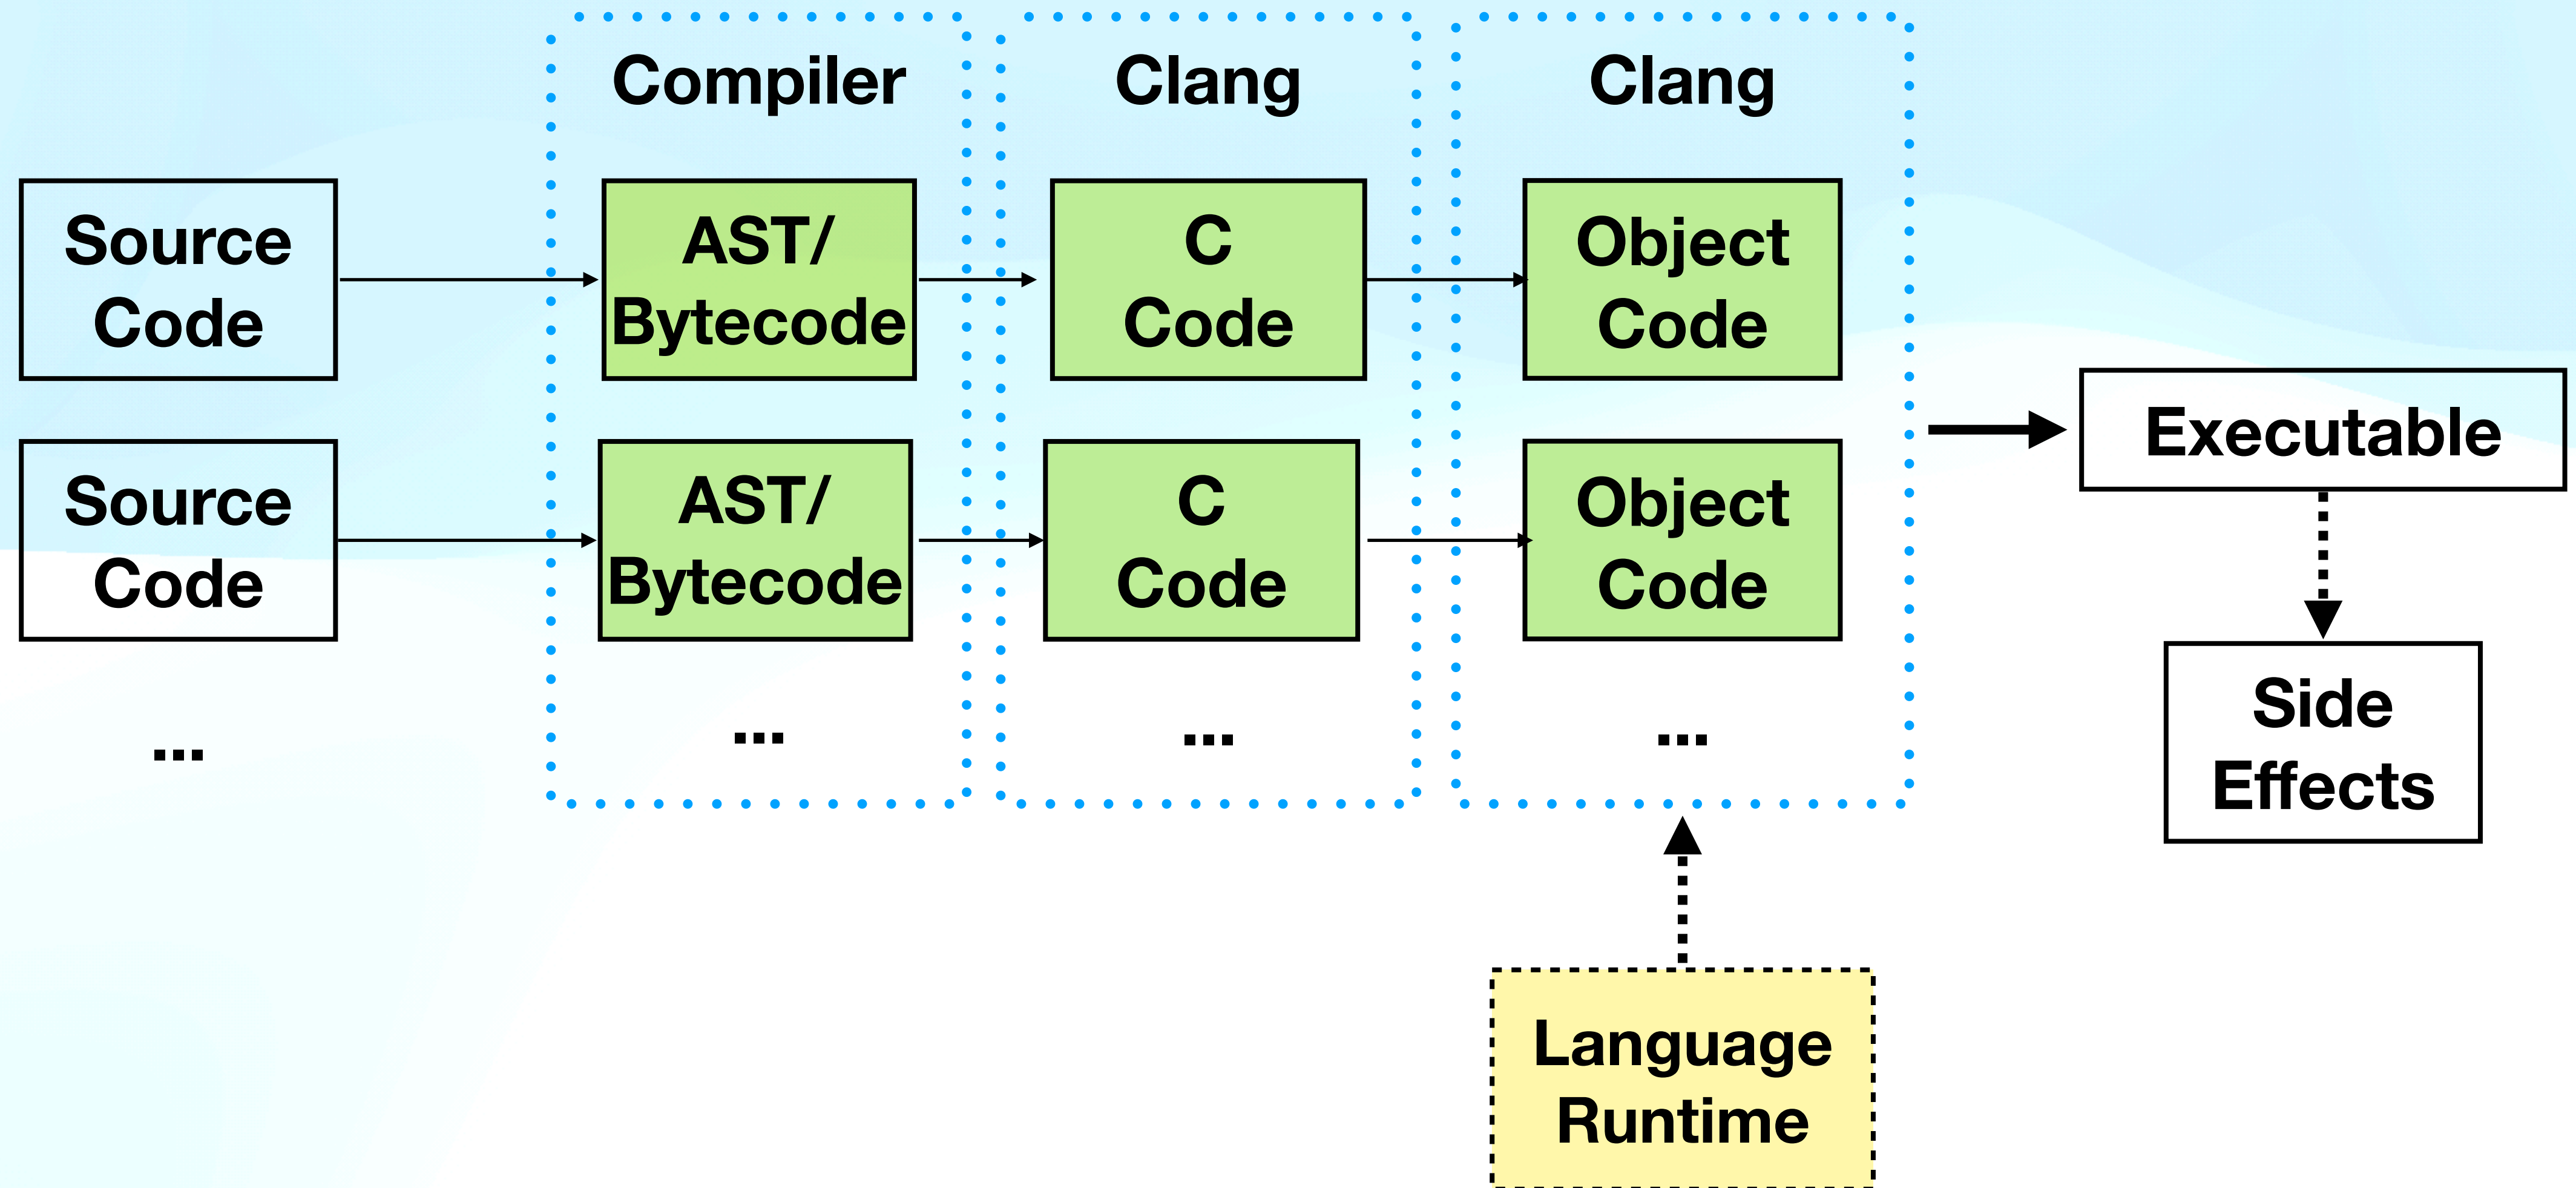 Compiler
Clang
Clang
Source
Code
AST/
Bytecode
C
Code
Object
Code
Source
Code
AST/
Bytecode
C
Code
Object
Code
Executable
...
...
...
...
Side
Effects
Language
Runtime